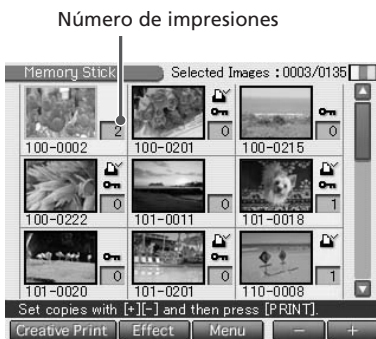 Número de impresiones
Memory Stick Selected Images : 0003/0135
2 0 0
100-0002 100-0201 100-0215
0 0 1
100-0222 101-0011 101-0018
0 0 1
101-0020 101-0201 110-0008
Set copies with [+][-] and then press [PRINT].
Creative Print Effect Menu - +